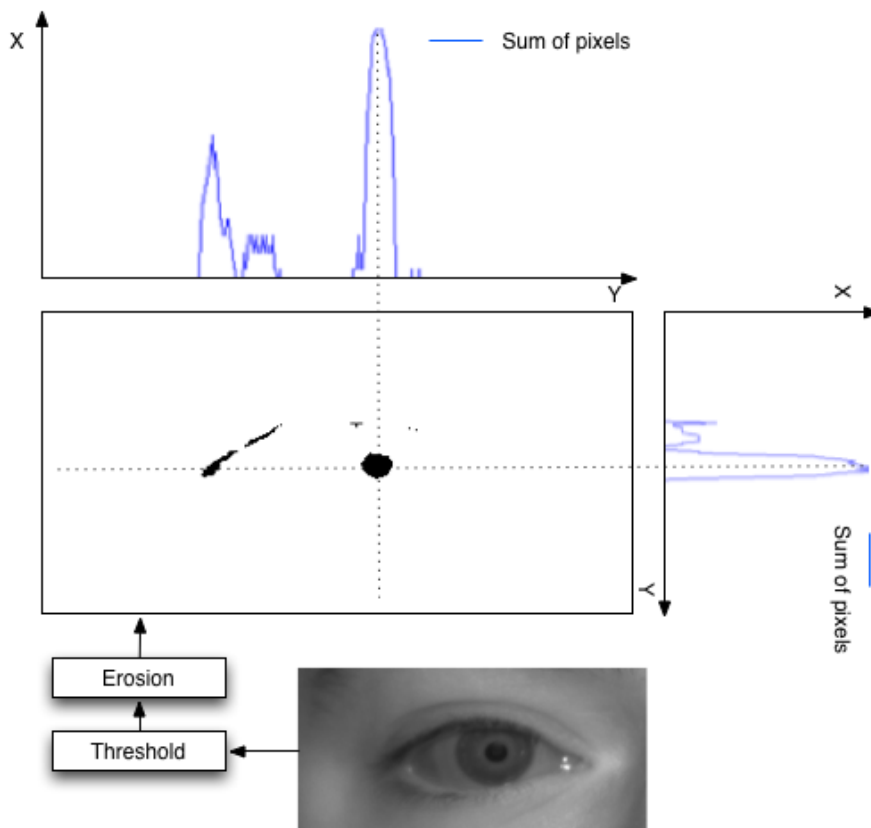 X
Sum of pixels
Y
X
Y
Sum of pixels
Erosion
Threshold